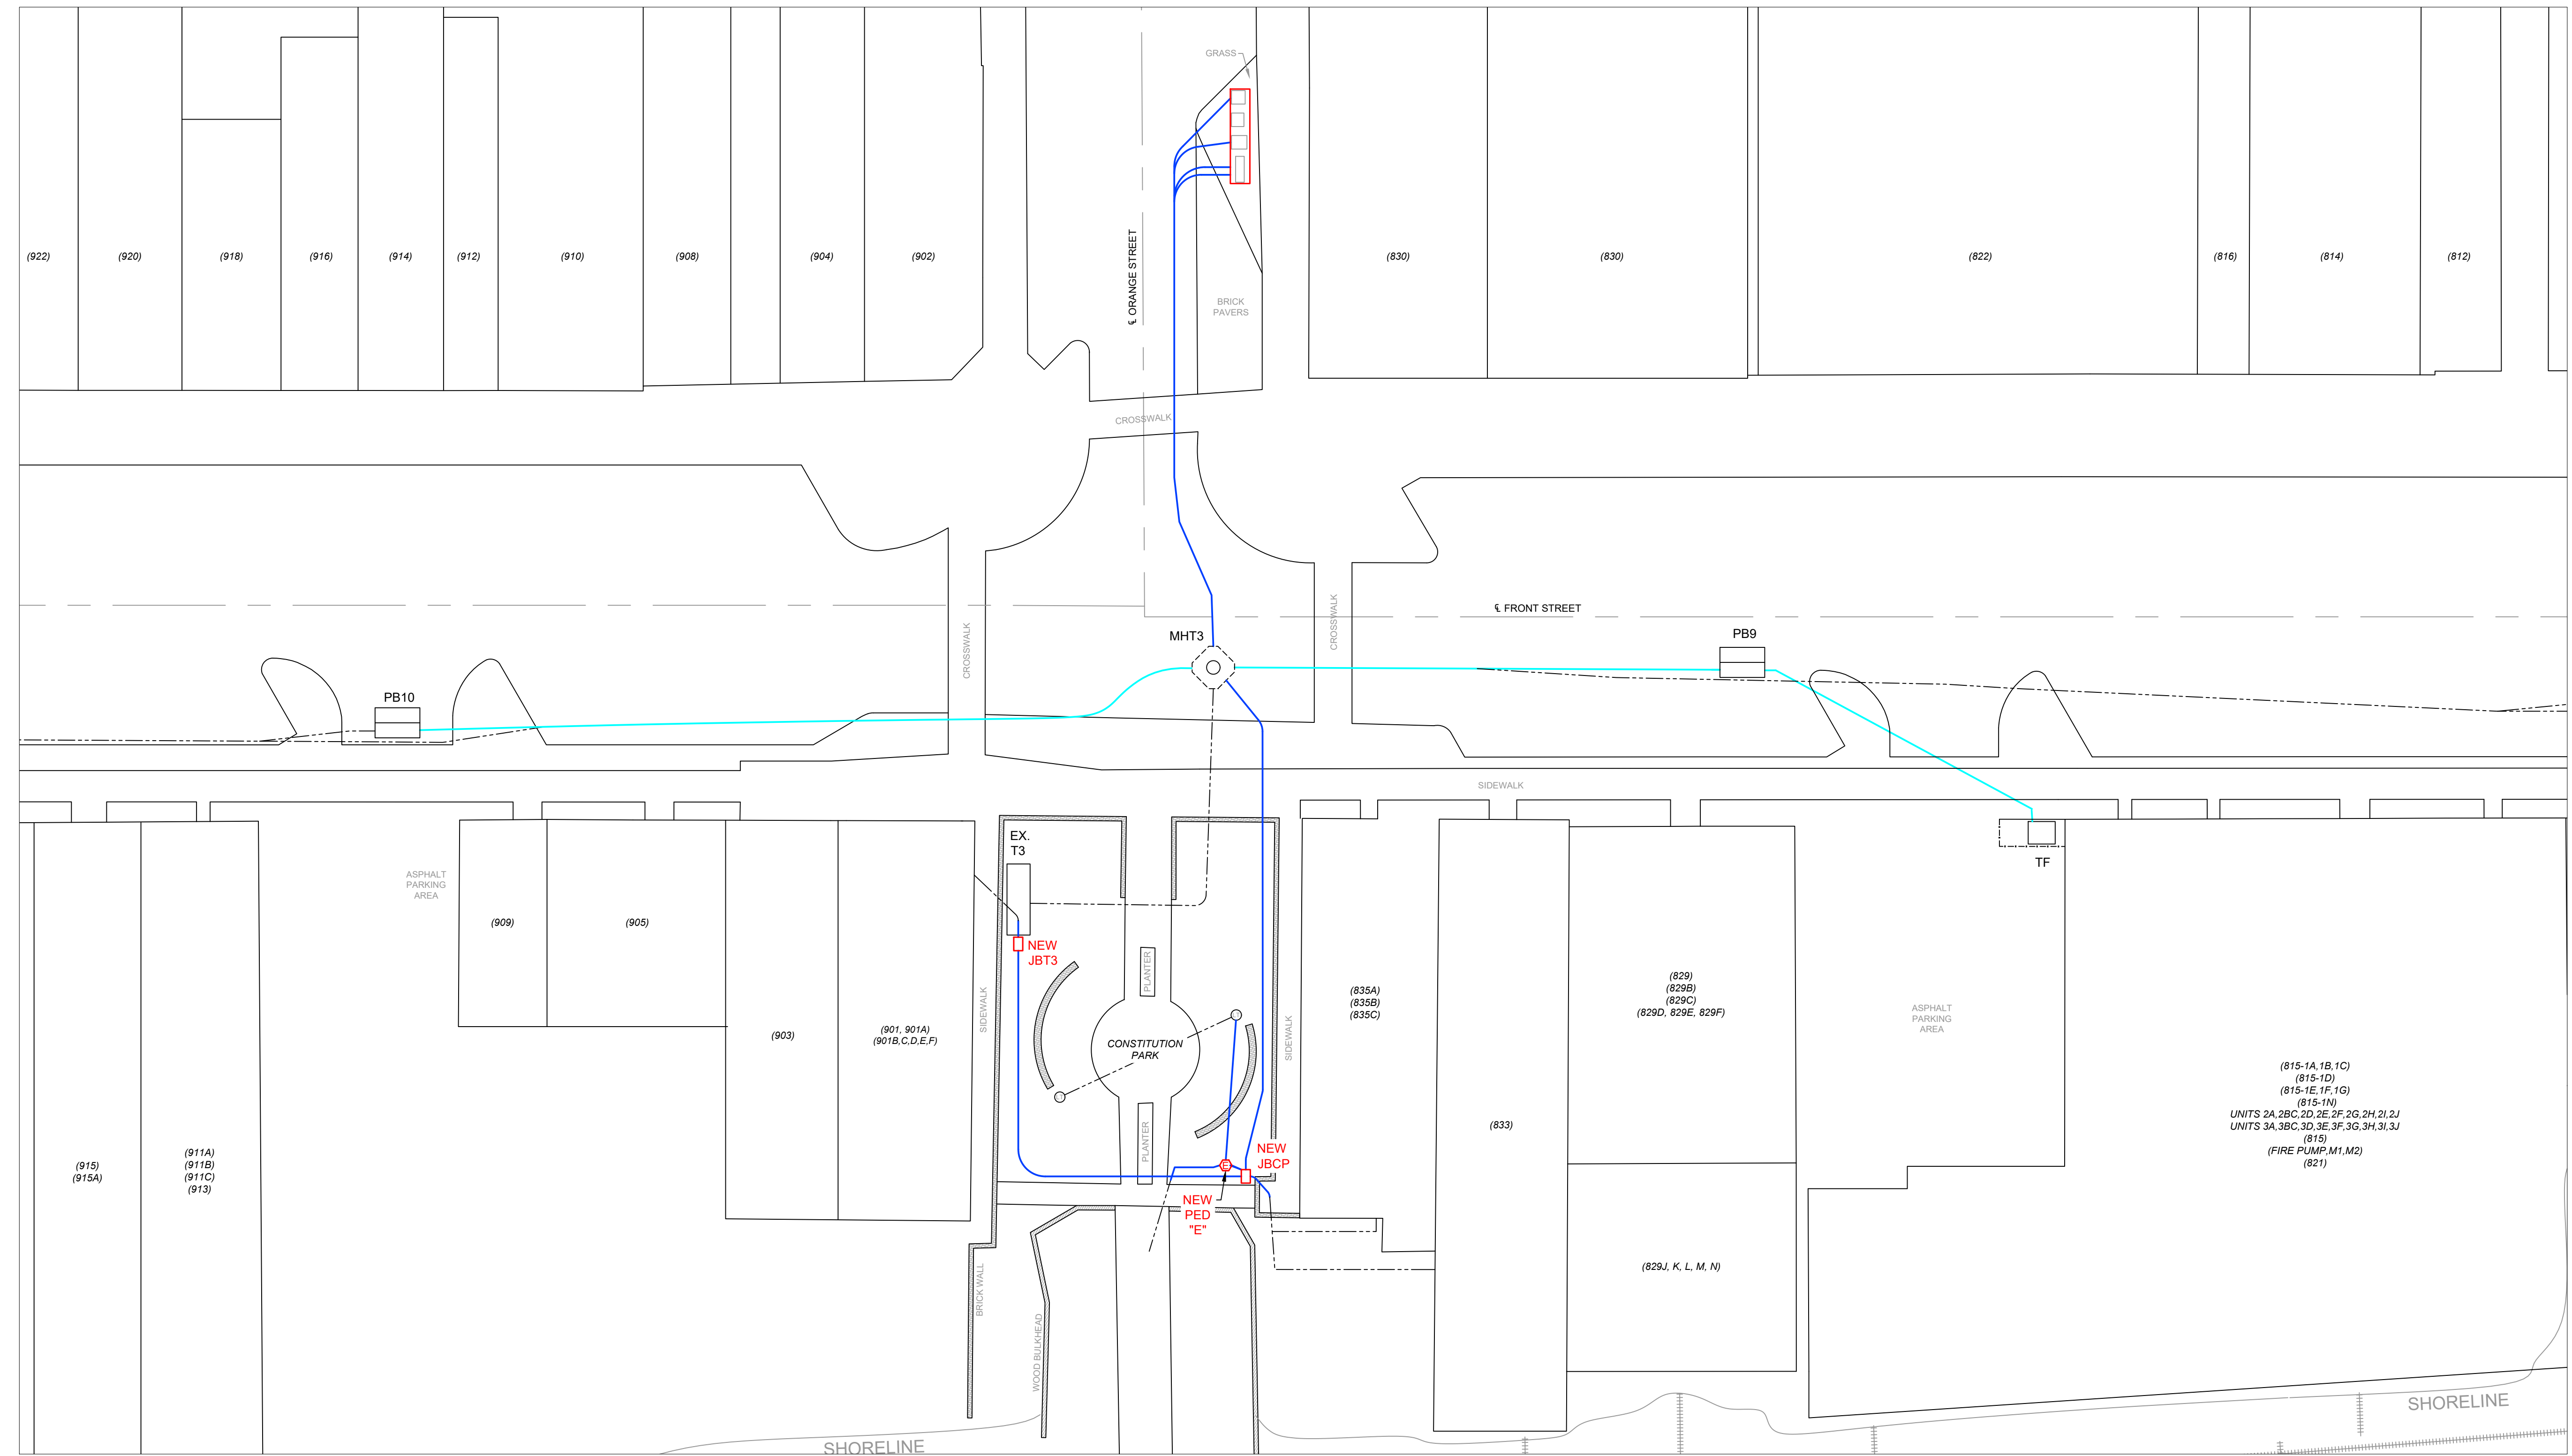 GRASS
(922)
(920)
(918)
(916)
(914)
(912)
(910)
(908)
(904)
(902)
℄ ORANGE STREET
BRICK
PAVERS
(830)
(830)
(822)
(816)
(814)
(812)
CROSSWALK
CROSSWALK
CROSSWALK
℄ FRONT STREET
MHT3
PB9
PB10
SIDEWALK
EX.
T3
TF
ASPHALT
PARKING
AREA
(909)
(905)
NEW
JBT3
PLANTER
(903)
(901, 901A)
(901B,C,D,E,F)
SIDEWALK
CONSTITUTION
PARK
SIDEWALK
(835A)
(835B)
(835C)
(829)
(829B)
(829C)
(829D, 829E, 829F)
ASPHALT
PARKING
AREA
(833)
(815-1A,1B,1C)
(815-1D)
(815-1E,1F,1G)
(815-1N)
UNITS 2A,2BC,2D,2E,2F,2G,2H,2I,2J
UNITS 3A,3BC,3D,3E,3F,3G,3H,3I,3J
(815)
(FIRE PUMP,M1,M2)
(821)
(915)
(915A)
(911A)
(911B)
(911C)
(913)
PLANTER
E
NEW
JBCP
NEW
PED
"E"
(829J, K, L, M, N)
BRICK WALL
WOOD BULKHEAD
SHORELINE
SHORELINE